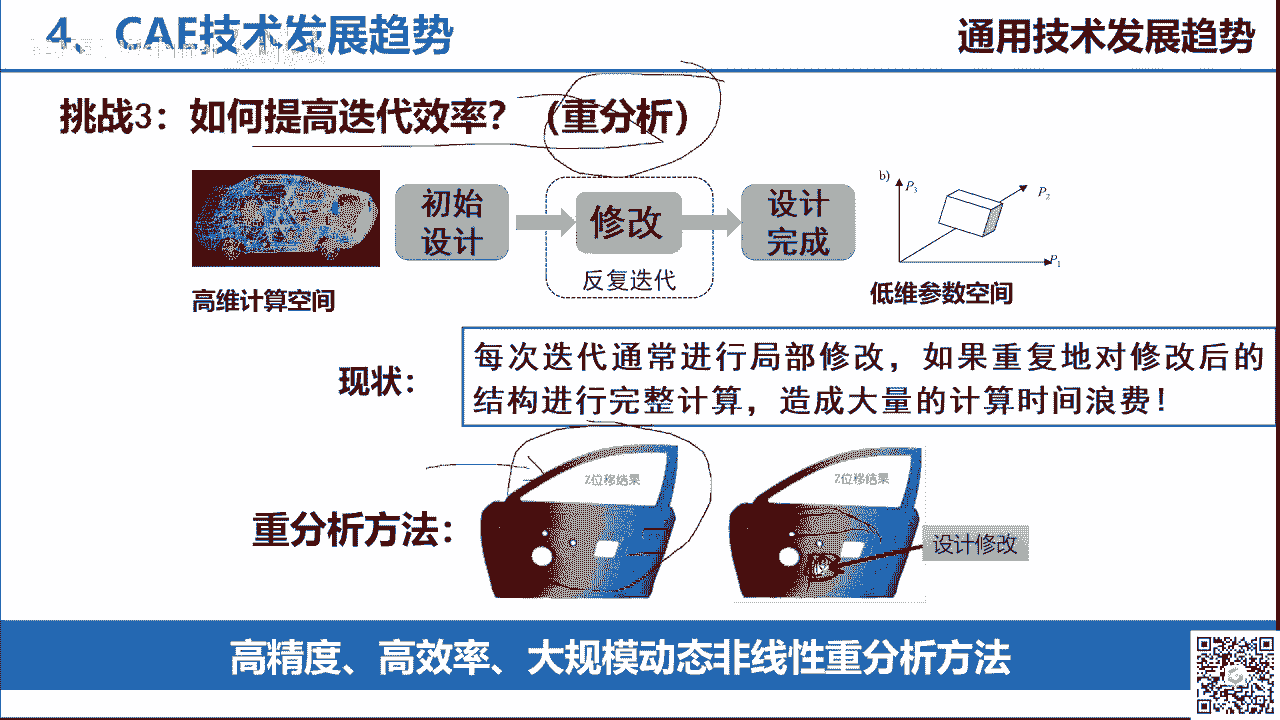 4、CAE技术发展趋势
通用技术发展趋势
挑战3：如何提高迭代效率？（重分析）
初始
设计
修改
反复迭代
设计
完成
b)
P3
P2
P1
高维计算空间
低维参数空间
现状：
每次迭代通常进行局部修改，如果重复地对修改后的
结构进行完整计算，造成大量的计算时间浪费！
重分析方法：
Z位移结果
Z位移结果
设计修改
高精度、高效率、大规模动态非线性重分析方法